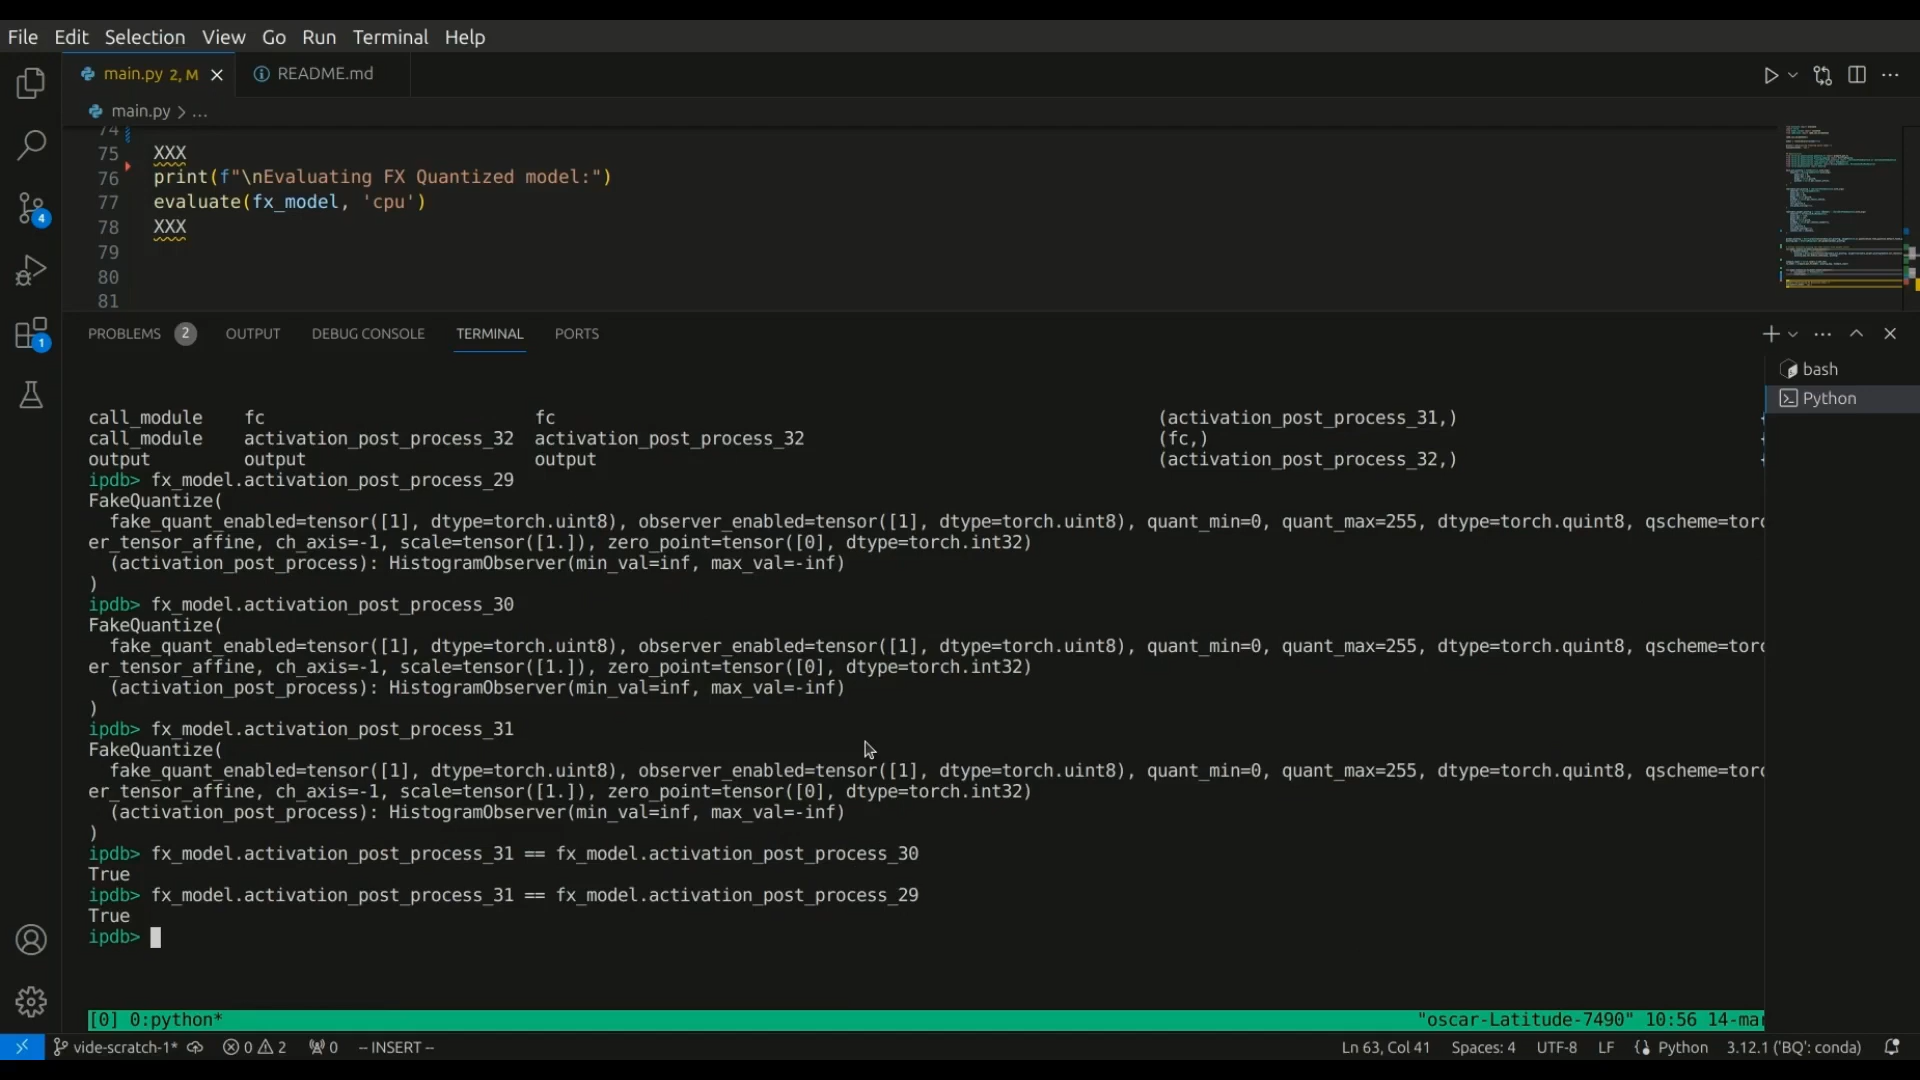 File Edit Selection View Go Run Terminal Help
main.py 2, M README.md
main.py > ...
74
75 XXX
76 print(f"\nEvaluating FX Quantized model:")
77 evaluate(fx_model, 'cpu')
78 XXX
79
80
81
PROBLEMS 2 OUTPUT DEBUG CONSOLE TERMINAL PORTS
bash
Python
call_module fc fc (activation_post_process_31,)
call_module activation_post_process_32 activation_post_process_32 (fc,)
output output output (activation_post_process_32,)
ipdb> fx_model.activation_post_process_29
FakeQuantize(
fake_quant_enabled=tensor([1], dtype=torch.uint8), observer_enabled=tensor([1], dtype=torch.uint8), quant_min=0, quant_max=255, dtype=torch.quint8, qscheme=torc
er_tensor_affine, ch_axis=-1, scale=tensor([1.]), zero_point=tensor([0], dtype=torch.int32)
(activation_post_process): HistogramObserver(min_val=inf, max_val=-inf)
)
ipdb> fx_model.activation_post_process_30
FakeQuantize(
fake_quant_enabled=tensor([1], dtype=torch.uint8), observer_enabled=tensor([1], dtype=torch.uint8), quant_min=0, quant_max=255, dtype=torch.quint8, qscheme=torc
er_tensor_affine, ch_axis=-1, scale=tensor([1.]), zero_point=tensor([0], dtype=torch.int32)
(activation_post_process): HistogramObserver(min_val=inf, max_val=-inf)
)
ipdb> fx_model.activation_post_process_31
FakeQuantize(
fake_quant_enabled=tensor([1], dtype=torch.uint8), observer_enabled=tensor([1], dtype=torch.uint8), quant_min=0, quant_max=255, dtype=torch.quint8, qscheme=torc
er_tensor_affine, ch_axis=-1, scale=tensor([1.]), zero_point=tensor([0], dtype=torch.int32)
(activation_post_process): HistogramObserver(min_val=inf, max_val=-inf)
)
ipdb> fx_model.activation_post_process_31 == fx_model.activation_post_process_30
True
ipdb> fx_model.activation_post_process_31 == fx_model.activation_post_process_29
True
ipdb>
[0] 0:python* "oscar-Latitude-7490" 10:56 14-mar
vide-scratch-1* 0 2 0 -- INSERT -- Ln 63, Col 41 Spaces: 4 UTF-8 LF Python 3.12.1 ('BQ': conda)
4
1